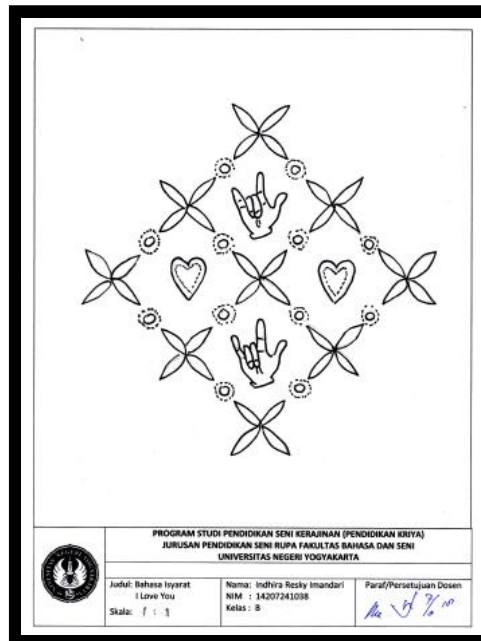 PROGRAM STUDI PENDIDIKAN SENI KERAJINAN (PENDIDIKAN KRIYA)
JURUSAN PENDIDIKAN SENI RUPA FAKULTAS BAHASA DAN SENI
UNIVERSITAS NEGERI YOGYAKARTA
Judul: Bahasa Isyarat
I Love You
Skala: 1 : 1
Nama: Indhira Resky Imandari
NIM : 14207241038
Kelas : B
Paraf/Persetujuan Dosen